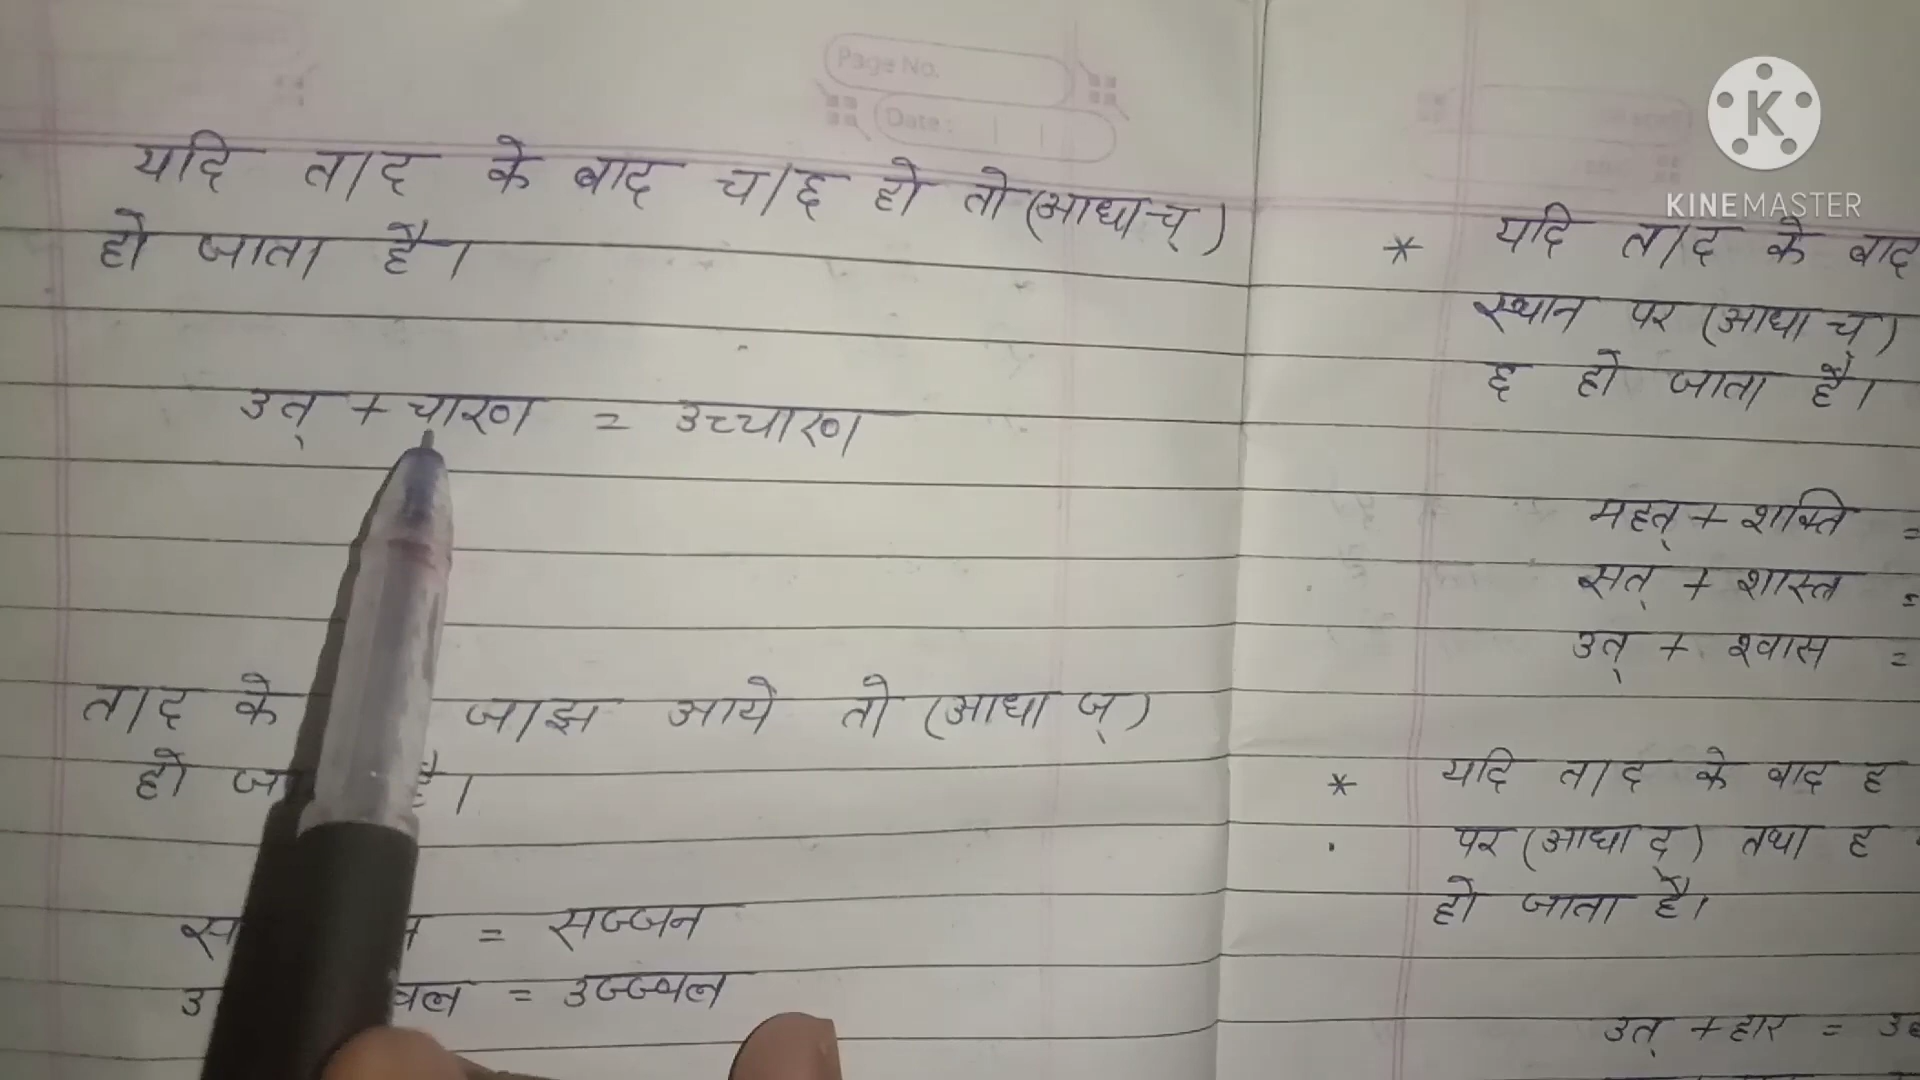 Page No.
Date :
यदि त/द के बाद च/छ हो तो (आधा च्)
हो जाता है।
उत् + चारण = उच्चारण
त/द के ज/झ आये तो (आधा ज्)
हो है।
= सज्जन
= उज्ज्वल
K
KINEMASTER
* यदि त/द के बाद
स्थान पर (आधा च्)
छ हो जाता है।
महत् + शक्ति =
सत् + शास्त्र =
उत् + श्वास =
* यदि त/द के बाद ह
पर (आधा द्) तथा ह
हो जाता है।
उत् + हार =